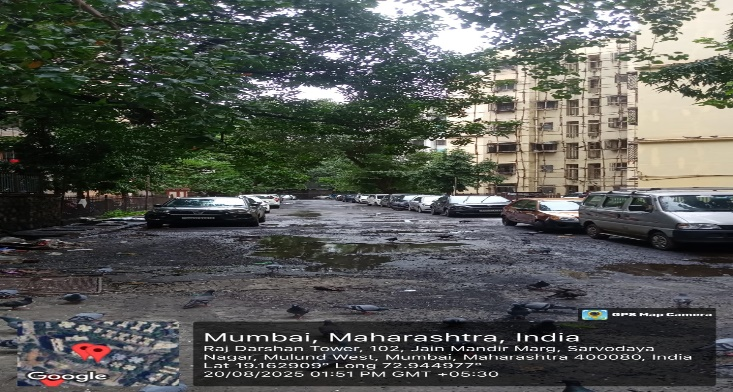 GPS Map Camera
Mumbai, Maharashtra, India
Raj Darshan Tower, 102, Jain Mandir Marg, Sarvodaya
Nagar, Mulund West, Mumbai, Maharashtra 400080, India
Lat 19.162909° Long 72.944977°
20/08/2025 01:51 PM GMT +05:30
Google